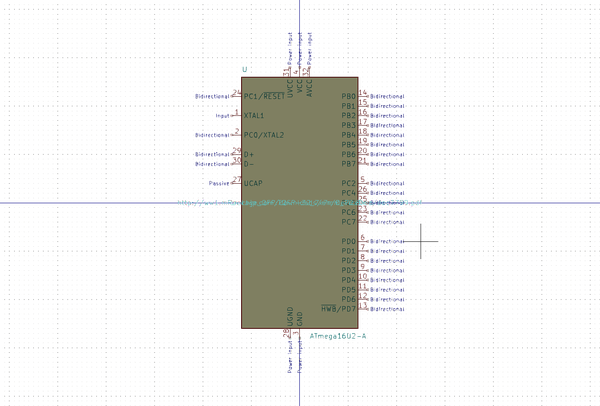 Power Input Power Input Power Input
31 4 32
U
UVCC VCC AVCC
Bidirectional 24 PC1/RESET PB0 14 Bidirectional
PB1 15 Bidirectional
Input 1 XTAL1 PB2 16 Bidirectional
PB3 17 Bidirectional
Bidirectional 2 PC0/XTAL2 PB4 18 Bidirectional
PB5 19 Bidirectional
Bidirectional 29 D+ PB6 20 Bidirectional
Bidirectional 30 D- PB7 21 Bidirectional
Passive 27 UCAP PC2 5 Bidirectional
PC4 26 Bidirectional
PC6 23 Bidirectional
PC7 22 Bidirectional
PD0 6 Bidirectional
PD1 7 Bidirectional
PD2 8 Bidirectional
PD3 9 Bidirectional
PD4 10 Bidirectional
PD5 11 Bidirectional
PD6 12 Bidirectional
HWB/PD7 13 Bidirectional
UGND GND
28 3
ATmega16U2-A
Power Input Power Input